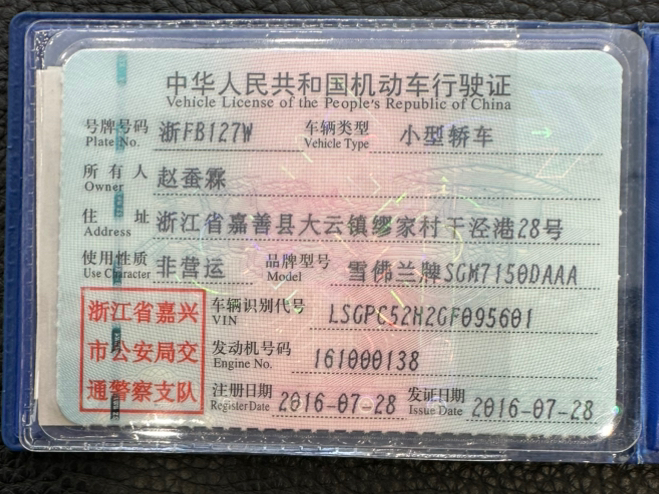 中华人民共和国机动车行驶证
Vehicle License of the People's Republic of China
号牌号码 浙FB127W 车辆类型 小型轿车
Plate No. Vehicle Type
所有人 赵蚕霖
Owner
住址 浙江省嘉善县大云镇缪家村干泾港28号
Address
使用性质 非营运 品牌型号 雪佛兰牌SGM7150DAAA
Use Character Model
浙江省嘉兴 车辆识别代号 LSGPC52H2GF095601
市公安局交 VIN
通警察支队 发动机号码 161000138
Engine No.
注册日期 2016-07-28 发证日期 2016-07-28
Register Date Issue Date